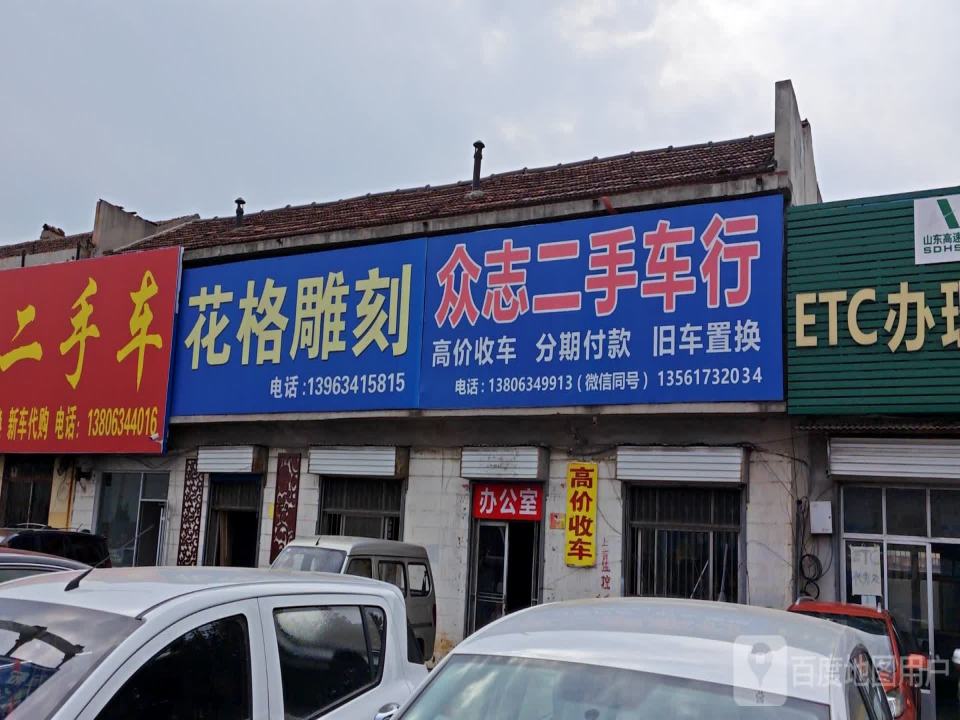 二手车
新车代购 电话：13806344016
花格雕刻
电话：13963415815
众志二手车行
高价收车 分期付款 旧车置换
电话：13806349913（微信同号）13561732034
山东高速
SDHS
ETC办理
办公室
高价收车
ETC
百度地图用户